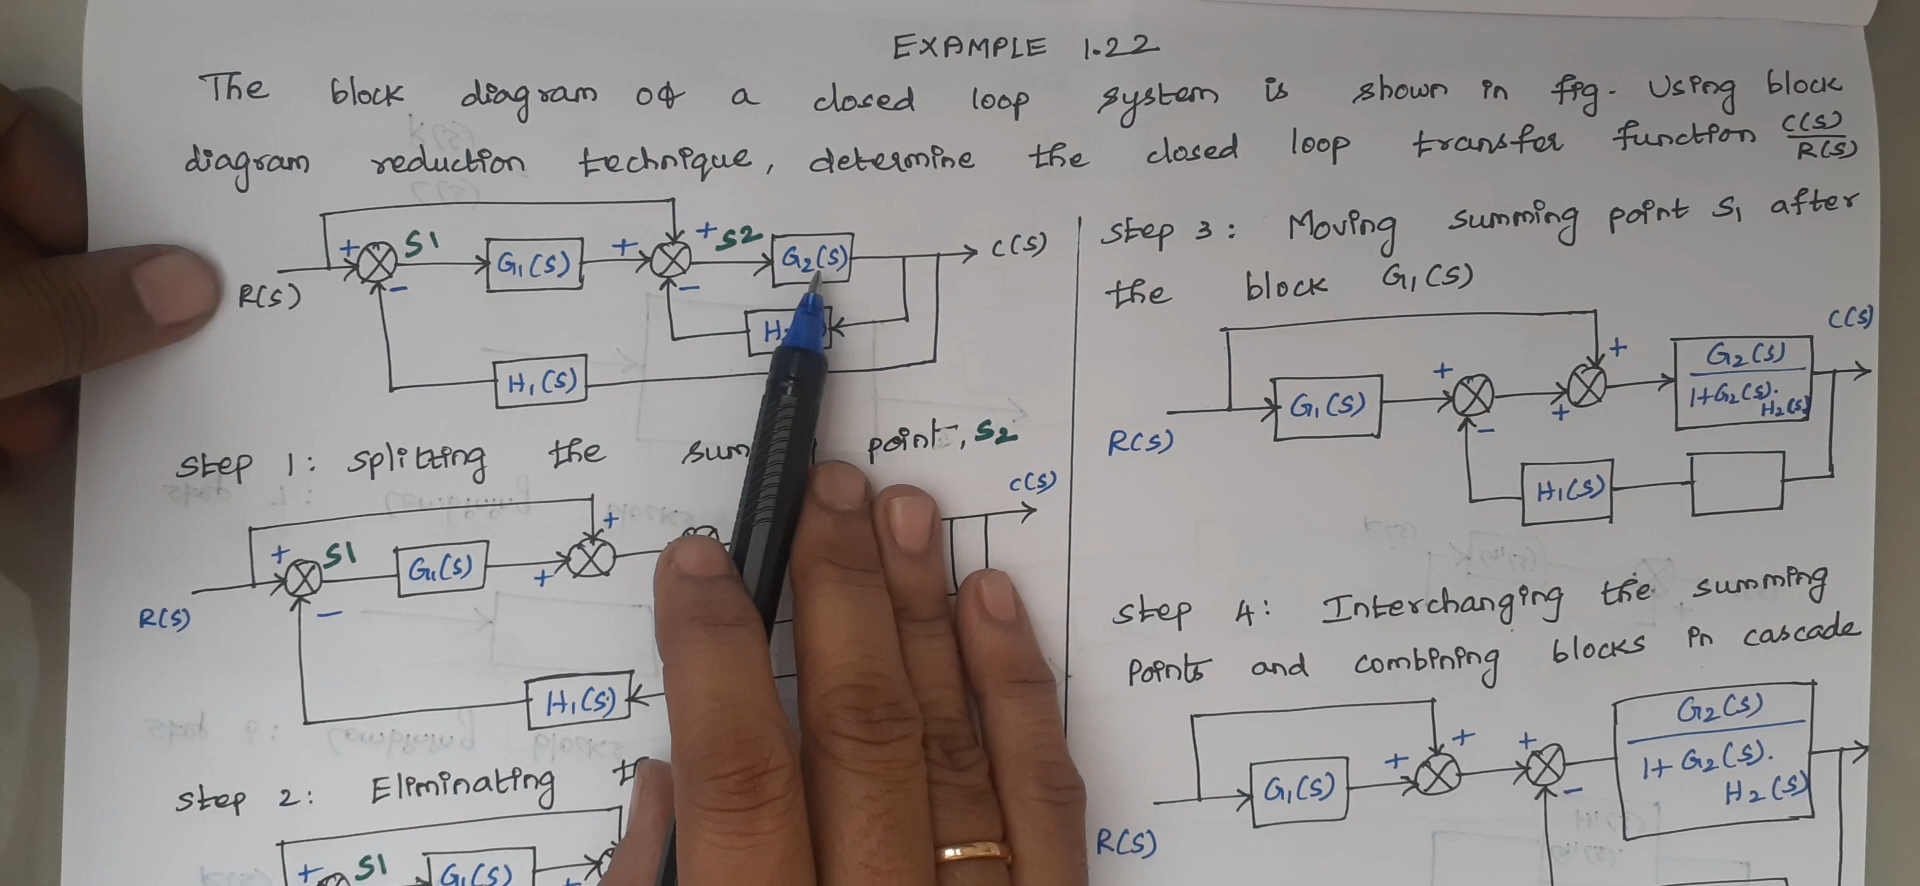 EXAMPLE 1.22
The block diagram of a closed loop system is shown in fig. Using block
diagram reduction technique, determine the closed loop transfer function C(S)/R(S)
+ S1 G1(S) + + S2 G2(S) C(S)
R(S) - -
H1(S)
Step 1: Splitting the point, S2
C(S)
+ S1 G1(S) + +
R(S) -
H1(S)
Step 2: Eliminating
+ S1 G1(S) +
Step 3: Moving summing point S1 after
the block G1(S)
C(S)
G1(S) + + + G2(S)
1+G2(S).
H2(S)
R(S) -
H1(S)
Step 4: Interchanging the summing
points and combining blocks in cascade
G1(S) + + + G2(S)
1+ G2(S).
H2(S)
R(S) -